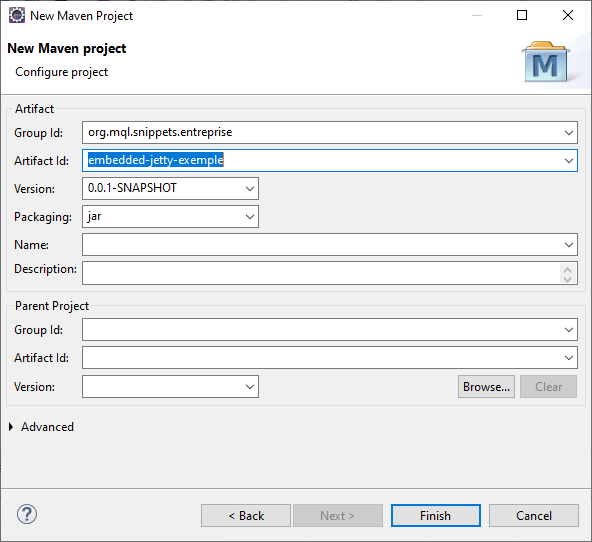 New Maven Project
New Maven project
Configure project
M
Artifact
Group Id: org.mql.snippets.entreprise
Artifact Id: embedded-jetty-exemple
Version: 0.0.1-SNAPSHOT
Packaging: jar
Name:
Description:
Parent Project
Group Id:
Artifact Id:
Version: Browse... Clear
Advanced
? < Back Next > Finish Cancel